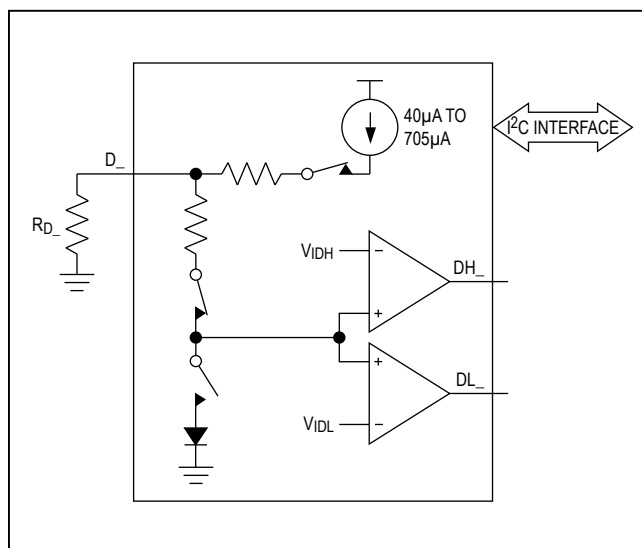 40µA TO
705µA
I²C INTERFACE
D_
R_D_
V_IDH
DH_
DL_
V_IDL